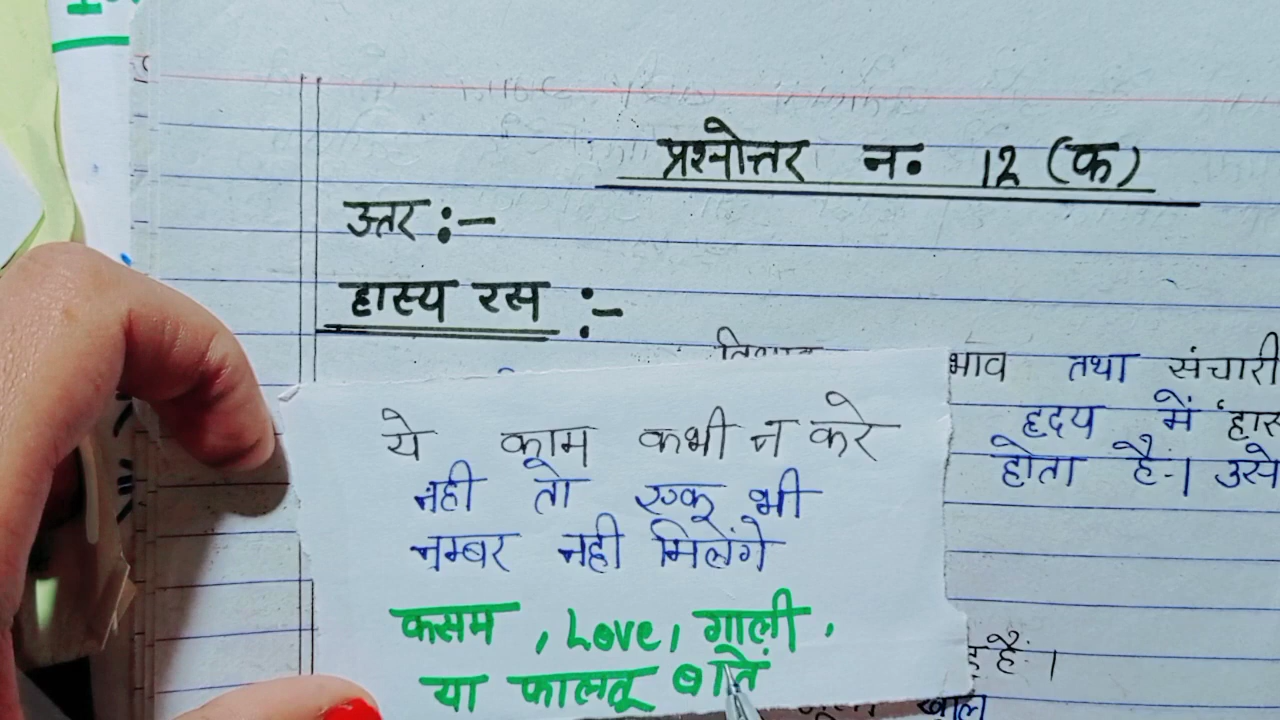 प्रश्नोत्तर न० 12 (क)
उत्तर :-
हास्य रस :-
भाव तथा संचारी
हृदय में 'हास
होता है-। उसे
ये काम कभी न करे
नही तो एक भी
नम्बर नही मिलेंगे
कसम , Love, गाली ,
या फालतू बातें
है: ।